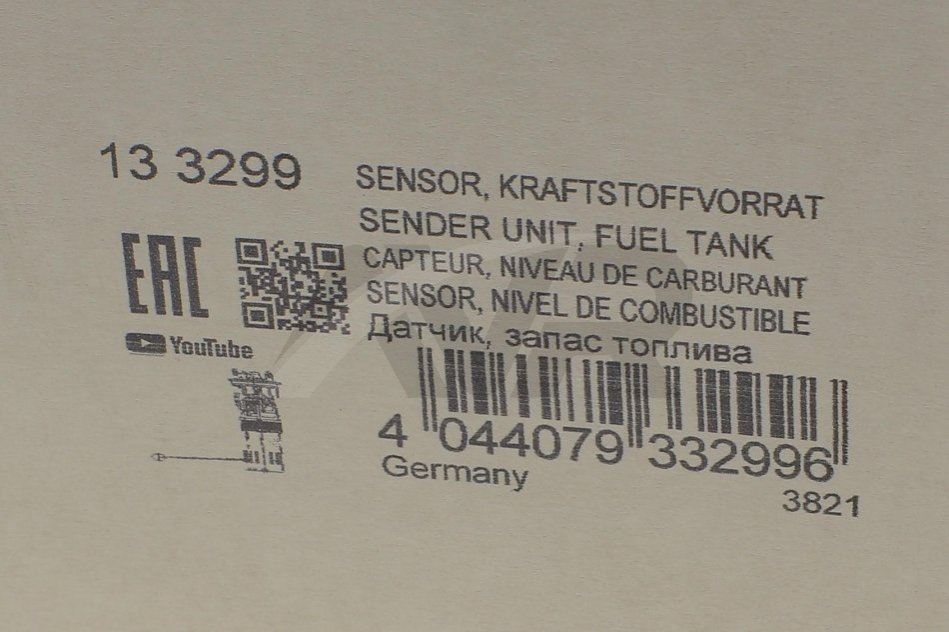 13 3299
SENSOR, KRAFTSTOFFVORRAT
SENDER UNIT, FUEL TANK
CAPTEUR, NIVEAU DE CARBURANT
SENSOR, NIVEL DE COMBUSTIBLE
Датчик, запас топлива
EAC
YouTube
4 044079 332996
Germany
3821